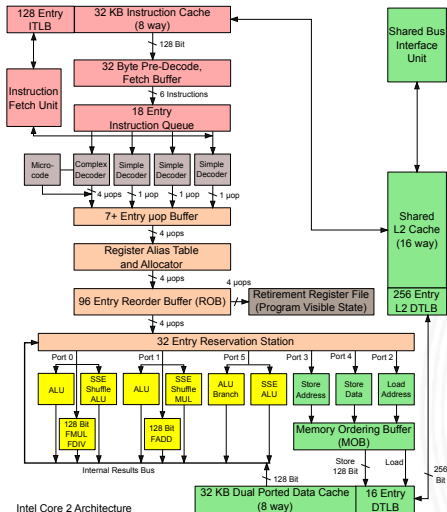 128 Entry
ITLB
32 KB Instruction Cache
(8 way)
Shared Bus
Interface
Unit
128 Bit
32 Byte Pre-Decode,
Fetch Buffer
Instruction
Fetch Unit
6 Instructions
18 Entry
Instruction Queue
Micro-
code
Complex
Decoder
Simple
Decoder
Simple
Decoder
Simple
Decoder
4 µops
1 µop
1 µop
1 µop
Shared
L2 Cache
(16 way)
7+ Entry µop Buffer
4 µops
Register Alias Table
and Allocator
4 µops
4 µops
96 Entry Reorder Buffer (ROB)
Retirement Register File
(Program Visible State)
256 Entry
L2 DTLB
4 µops
32 Entry Reservation Station
Port 0
Port 1
Port 5
Port 3
Port 4
Port 2
ALU
SSE
Shuffle
ALU
ALU
SSE
Shuffle
MUL
ALU
Branch
SSE
ALU
Store
Address
Store
Data
Load
Address
128 Bit
FMUL
FDIV
128 Bit
FADD
Memory Ordering Buffer
(MOB)
Internal Results Bus
Store
128 Bit
Load
128 Bit
256
Bit
32 KB Dual Ported Data Cache
(8 way)
16 Entry
DTLB
Intel Core 2 Architecture